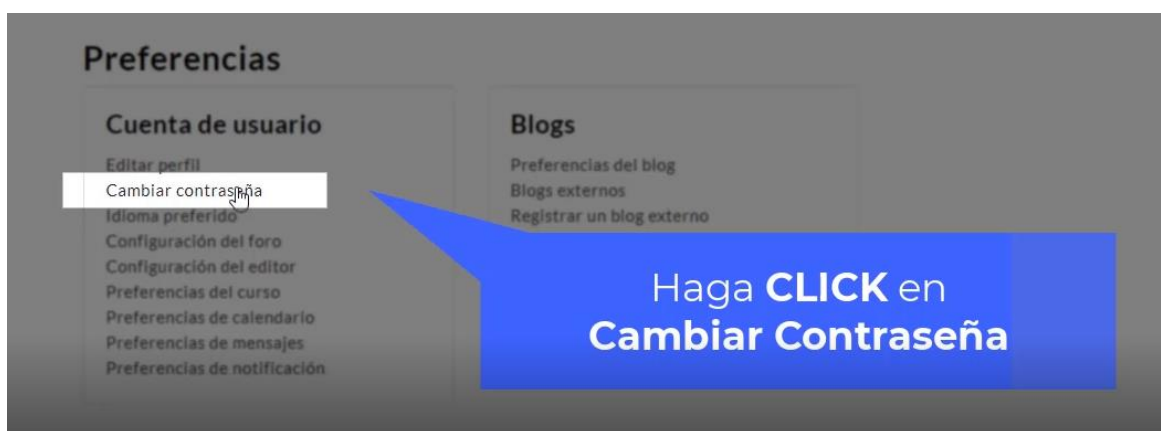 Preferencias
Cuenta de usuario
Editar perfil
Cambiar contraseña
Idioma preferido
Configuración del foro
Configuración del editor
Preferencias del curso
Preferencias de calendario
Preferencias de mensajes
Preferencias de notificación
Blogs
Preferencias del blog
Blogs externos
Registrar un blog externo
Haga CLICK en
Cambiar Contraseña